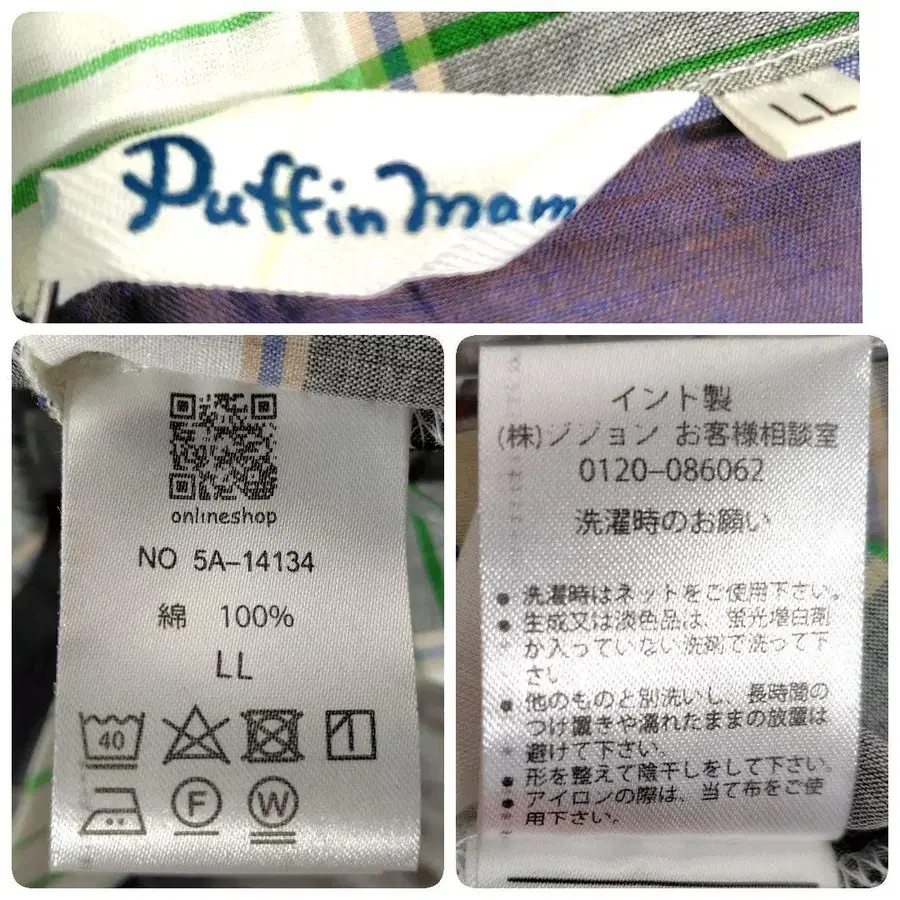 Puffin mam
LL
onlineshop
NO 5A-14134
綿 100%
LL
40
F
W
イント製
(株)ジジョン お客様相談室
0120-086062
洗濯時のお願い
● 洗濯時はネットをご使用下さい。
● 生成又は淡色品は、蛍光増白剤
が入っていない洗剤で洗って下
さい。
● 他のものと別洗いし、長時間の
つけ置きや濡れたままの放置は
避けて下さい。
● 形を整えて陰干しをして下さい。
● アイロンの際は、当て布をご使
用下さい。